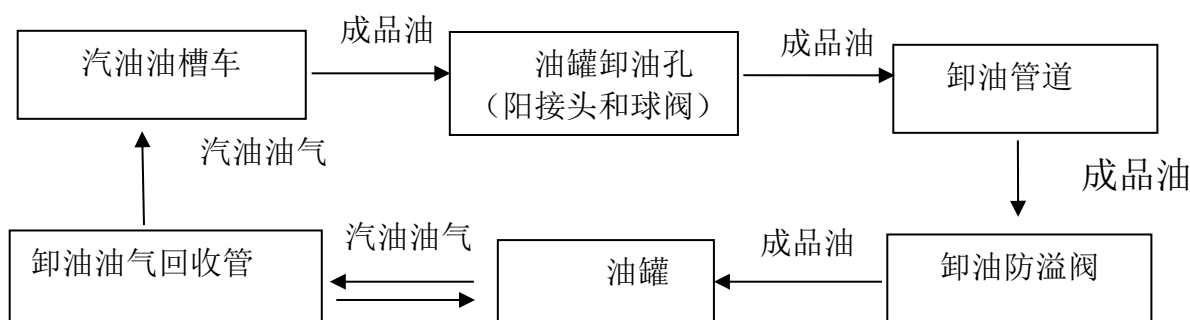 成品油
成品油
汽油油槽车
油罐卸油孔
（阳接头和球阀）
卸油管道
汽油油气
成品油
汽油油气
成品油
卸油油气回收管
油罐
卸油防溢阀